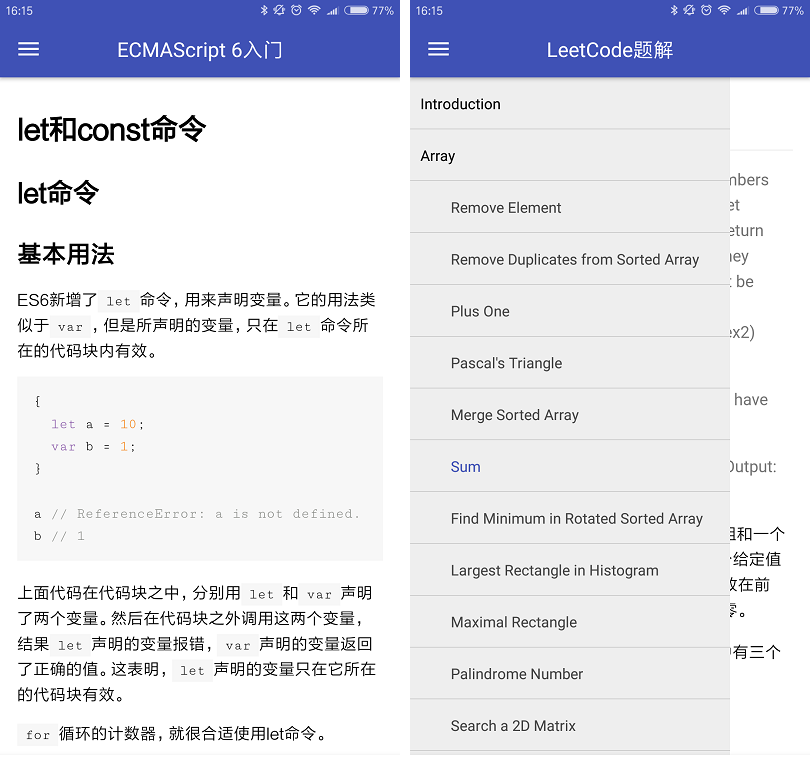 16:15
77%
ECMAScript 6入门
let和const命令
let命令
基本用法
ES6新增了 let 命令，用来声明变量。它的用法类
似于 var ，但是所声明的变量，只在 let 命令所
在的代码块内有效。
{
let a = 10;
var b = 1;
}
a // ReferenceError: a is not defined.
b // 1
上面代码在代码块之中，分别用 let 和 var 声明
了两个变量。然后在代码块之外调用这两个变量，
结果 let 声明的变量报错， var 声明的变量返回
了正确的值。这表明， let 声明的变量只在它所在
的代码块有效。
for 循环的计数器，就很合适使用let命令。
16:15
77%
LeetCode题解
Introduction
Array
Remove Element
Remove Duplicates from Sorted Array
Plus One
Pascal's Triangle
Merge Sorted Array
Sum
Find Minimum in Rotated Sorted Array
Largest Rectangle in Histogram
Maximal Rectangle
Palindrome Number
Search a 2D Matrix
be
have
Output:
和一个
给定值
在前
零。
有三个